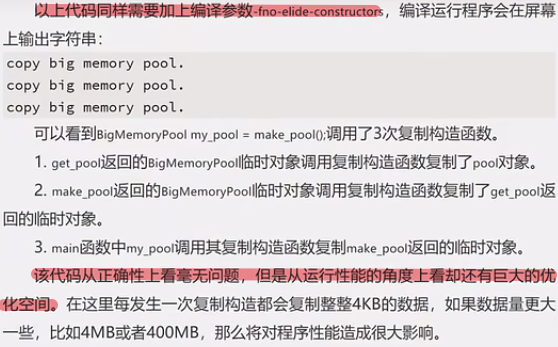 以上代码同样需要加上编译参数-fno-elide-constructors，编译运行程序会在屏幕
上输出字符串：
copy big memory pool.
copy big memory pool.
copy big memory pool.
可以看到BigMemoryPool my_pool = make_pool();调用了3次复制构造函数。
1. get_pool返回的BigMemoryPool临时对象调用复制构造函数复制了pool对象。
2. make_pool返回的BigMemoryPool临时对象调用复制构造函数复制了get_pool返
回的临时对象。
3. main函数中my_pool调用其复制构造函数复制make_pool返回的临时对象。
该代码从正确性上看毫无问题，但是从运行性能的角度上看却还有巨大的优
化空间。在这里每发生一次复制构造都会复制整整4KB的数据，如果数据量更大
一些，比如4MB或者400MB，那么将对程序性能造成很大影响。